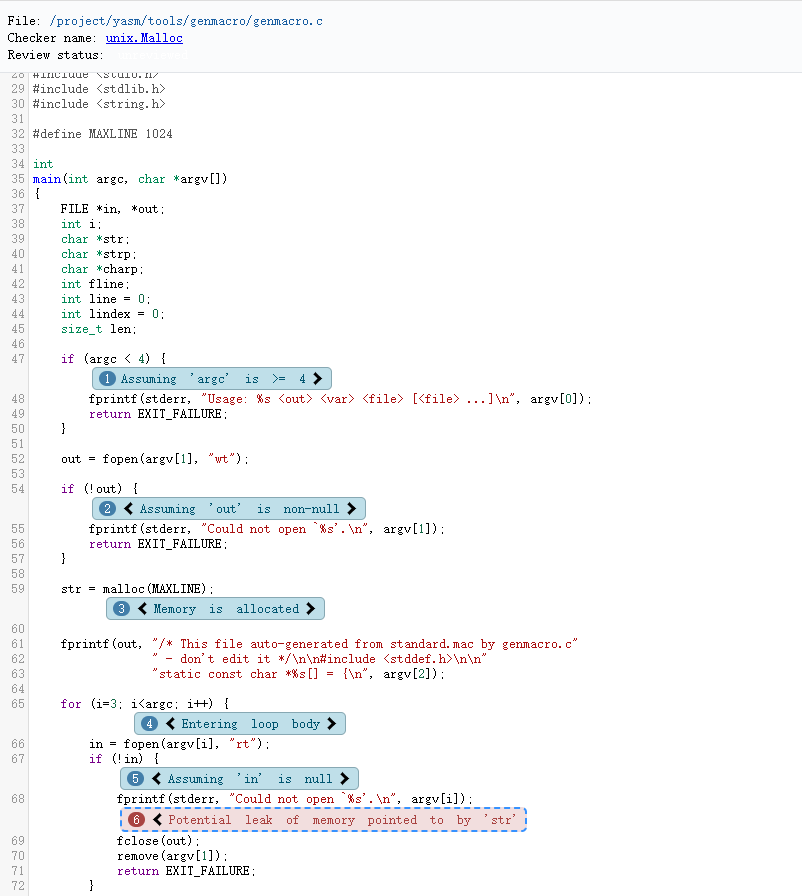 File: /project/yasm/tools/genmacro/genmacro.c
Checker name: unix.Malloc
Review status:
28 #include <stdio.h>
29 #include <stdlib.h>
30 #include <string.h>
31
32 #define MAXLINE 1024
33
34 int
35 main(int argc, char *argv[])
36 {
37     FILE *in, *out;
38     int i;
39     char *str;
40     char *strp;
41     char *charp;
42     int fline;
43     int line = 0;
44     int lindex = 0;
45     size_t len;
46
47     if (argc < 4) {
1 Assuming 'argc' is >= 4 ❯
48         fprintf(stderr, "Usage: %s <out> <var> <file> [<file> ...]\n", argv[0]);
49         return EXIT_FAILURE;
50     }
51
52     out = fopen(argv[1], "wt");
53
54     if (!out) {
2 ❮ Assuming 'out' is non-null ❯
55         fprintf(stderr, "Could not open `%s'.\n", argv[1]);
56         return EXIT_FAILURE;
57     }
58
59     str = malloc(MAXLINE);
3 ❮ Memory is allocated ❯
60
61     fprintf(out, "/* This file auto-generated from standard.mac by genmacro.c"
62                  " - don't edit it */\n\n#include <stddef.h>\n\n"
63                  "static const char *%s[] = {\n", argv[2]);
64
65     for (i=3; i<argc; i++) {
4 ❮ Entering loop body ❯
66         in = fopen(argv[i], "rt");
67         if (!in) {
5 ❮ Assuming 'in' is null ❯
68             fprintf(stderr, "Could not open `%s'.\n", argv[i]);
6 ❮ Potential leak of memory pointed to by 'str'
69             fclose(out);
70             remove(argv[1]);
71             return EXIT_FAILURE;
72         }